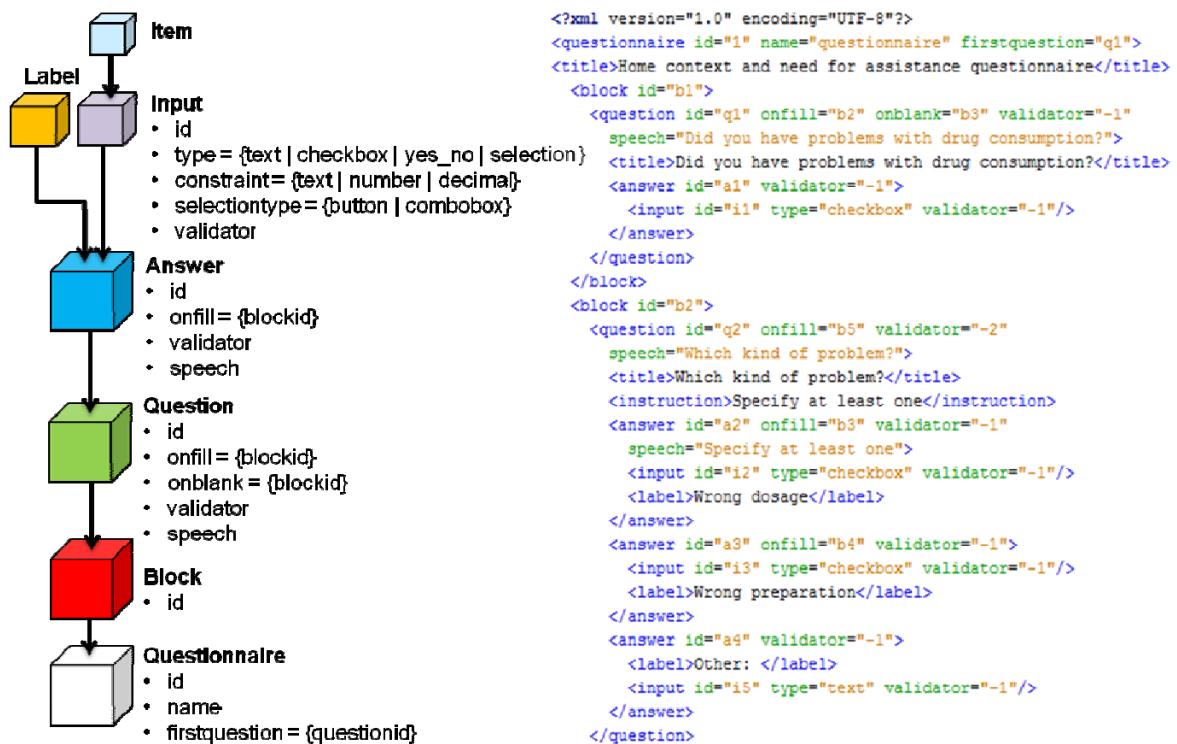 Item
Label
Input
• id
• type = {text | checkbox | yes_no | selection}
• constraint = {text | number | decimal}
• selectiontype = {button | combobox}
• validator
Answer
• id
• onfill = {blockid}
• validator
• speech
Question
• id
• onfill = {blockid}
• onblank = {blockid}
• validator
• speech
Block
• id
Questionnaire
• id
• name
• firstquestion = {questionid}
<?xml version="1.0" encoding="UTF-8"?>
<questionnaire id="1" name="questionnaire" firstquestion="q1">
<title>Home context and need for assistance questionnaire</title>
<block id="b1">
<question id="q1" onfill="b2" onblank="b3" validator="-1"
speech="Did you have problems with drug consumption?">
<title>Did you have problems with drug consumption?</title>
<answer id="a1" validator="-1">
<input id="i1" type="checkbox" validator="-1"/>
</answer>
</question>
</block>
<block id="b2">
<question id="q2" onfill="b5" validator="-2"
speech="Which kind of problem?">
<title>Which kind of problem?</title>
<instruction>Specify at least one</instruction>
<answer id="a2" onfill="b3" validator="-1"
speech="Specify at least one">
<input id="i2" type="checkbox" validator="-1"/>
<label>Wrong dosage</label>
</answer>
<answer id="a3" onfill="b4" validator="-1">
<input id="i3" type="checkbox" validator="-1"/>
<label>Wrong preparation</label>
</answer>
<answer id="a4" validator="-1">
<label>Other: </label>
<input id="i5" type="text" validator="-1"/>
</answer>
</question>